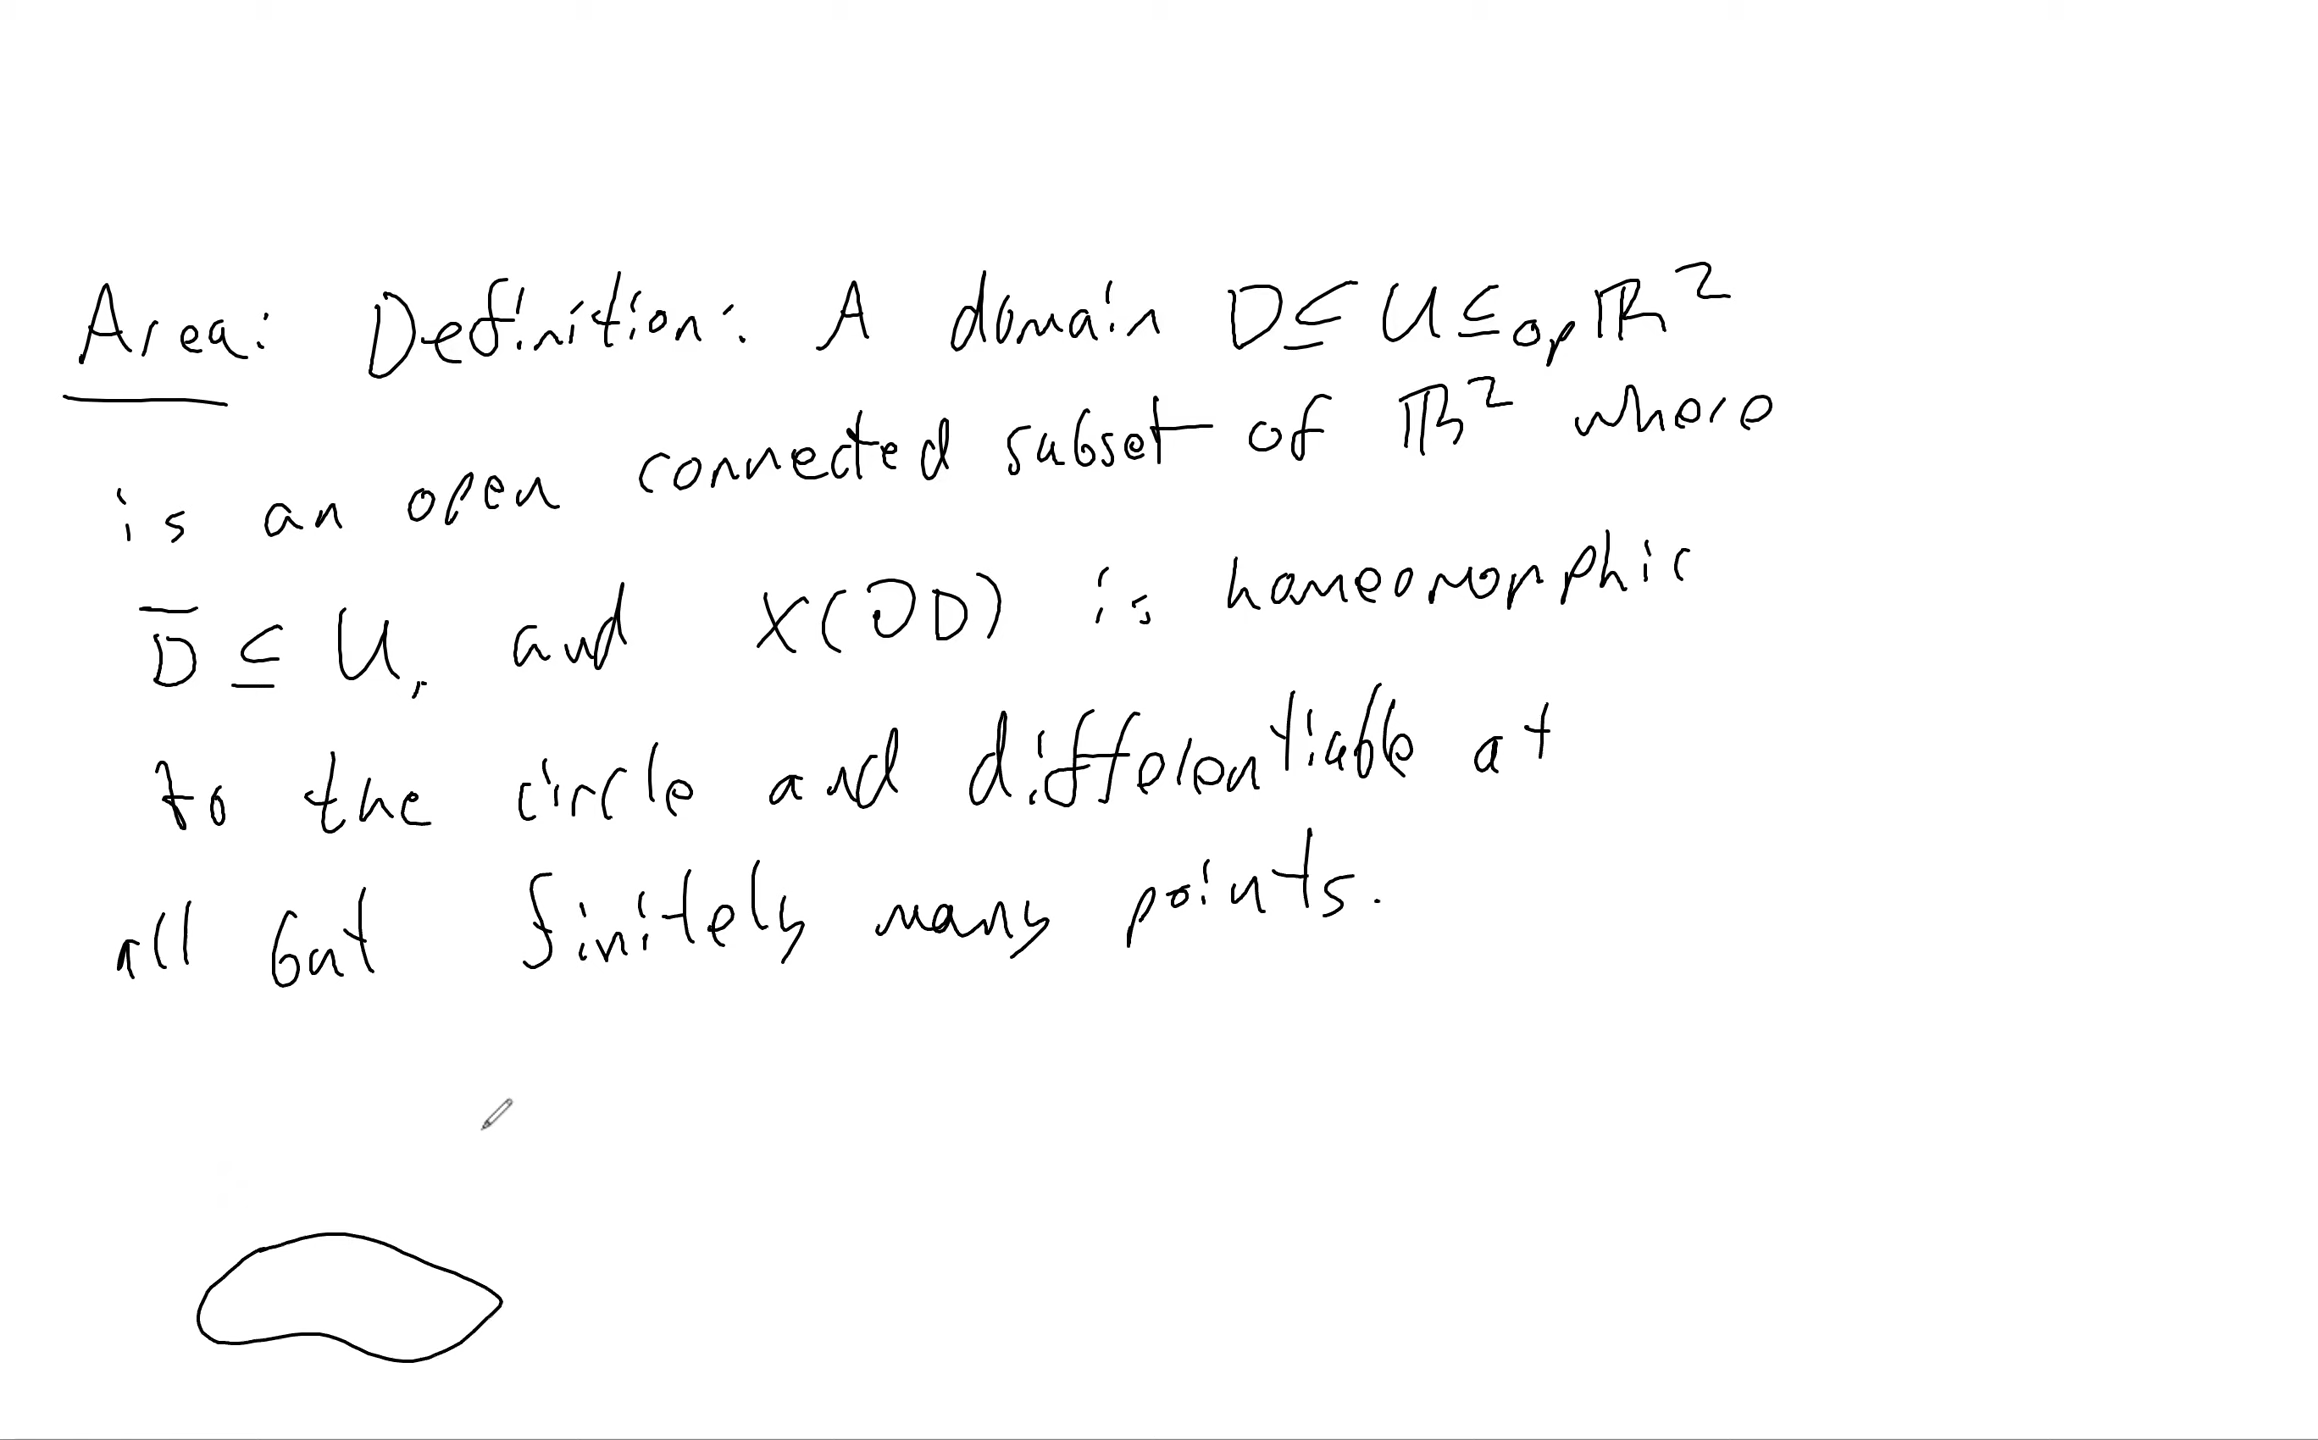 Area: Definition: A domain D ⊆ U ⊆ₒₚ ℝ²
is an open connected subset of ℝ² where
D̅ ⊆ U, and X(∂D) is homeomorphic
to the circle and differentiable at
all but finitely many points.